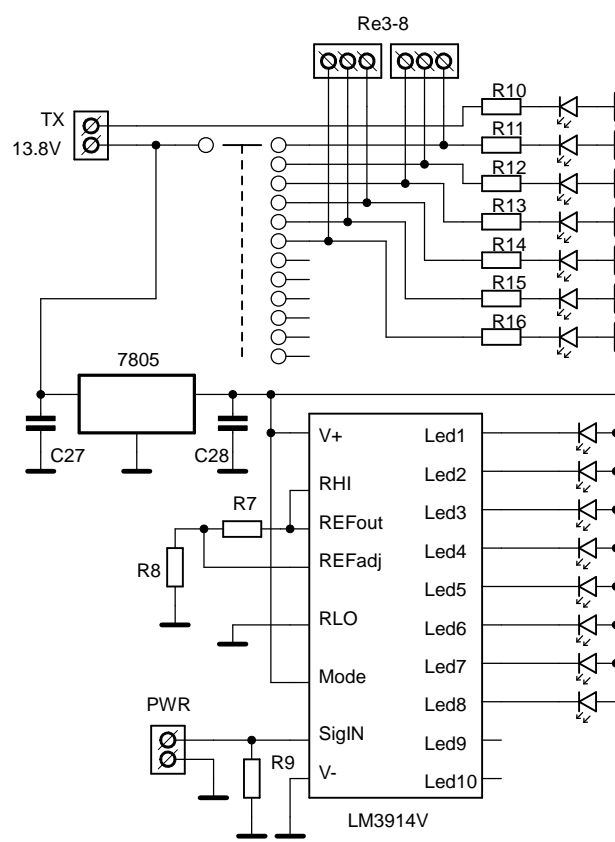 Re3-8
R10
TX
R11
13.8V
R12
R13
R14
R15
R16
7805
C27
C28
V+
Led1
Led2
RHI
R7
REFout
Led3
Led4
REFadj
R8
Led5
RLO
Led6
Led7
Mode
PWR
Led8
SigIN
Led9
R9
V-
Led10
LM3914V